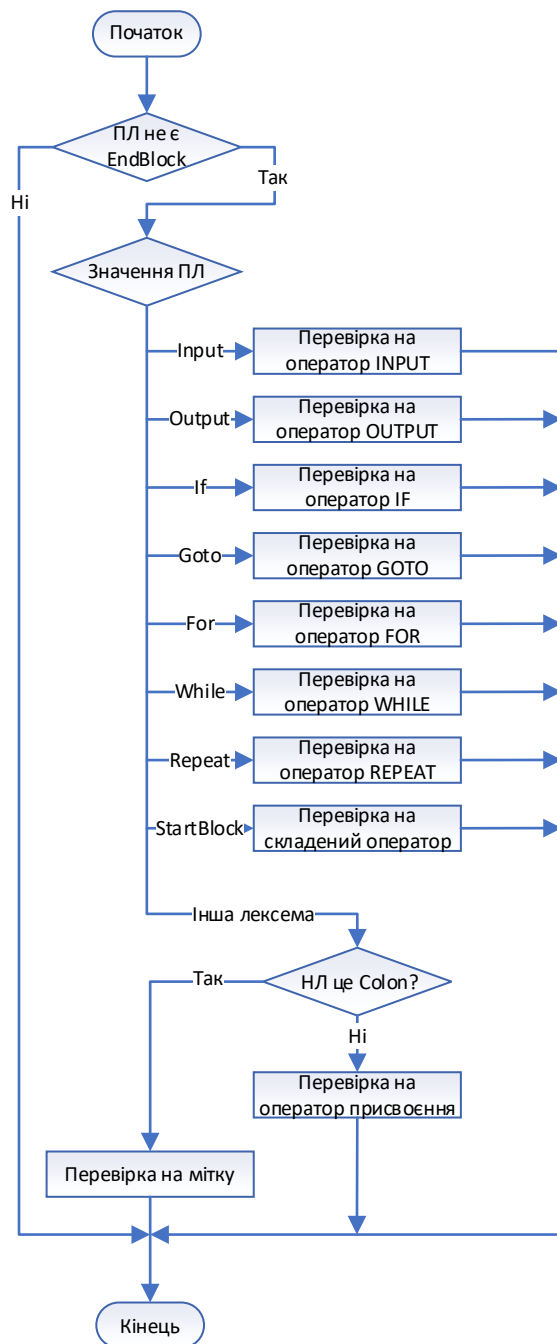 Початок
ПЛ не є
EndBlock
Так
Ні
Значення ПЛ
Input
Перевірка на
оператор INPUT
Output
Перевірка на
оператор OUTPUT
If
Перевірка на
оператор IF
Goto
Перевірка на
оператор GOTO
For
Перевірка на
оператор FOR
While
Перевірка на
оператор WHILE
Repeat
Перевірка на
оператор REPEAT
StartBlock
Перевірка на
складений оператор
Інша лексема
Так
НЛ це Colon?
Ні
Перевірка на
оператор присвоєння
Перевірка на мітку
Кінець